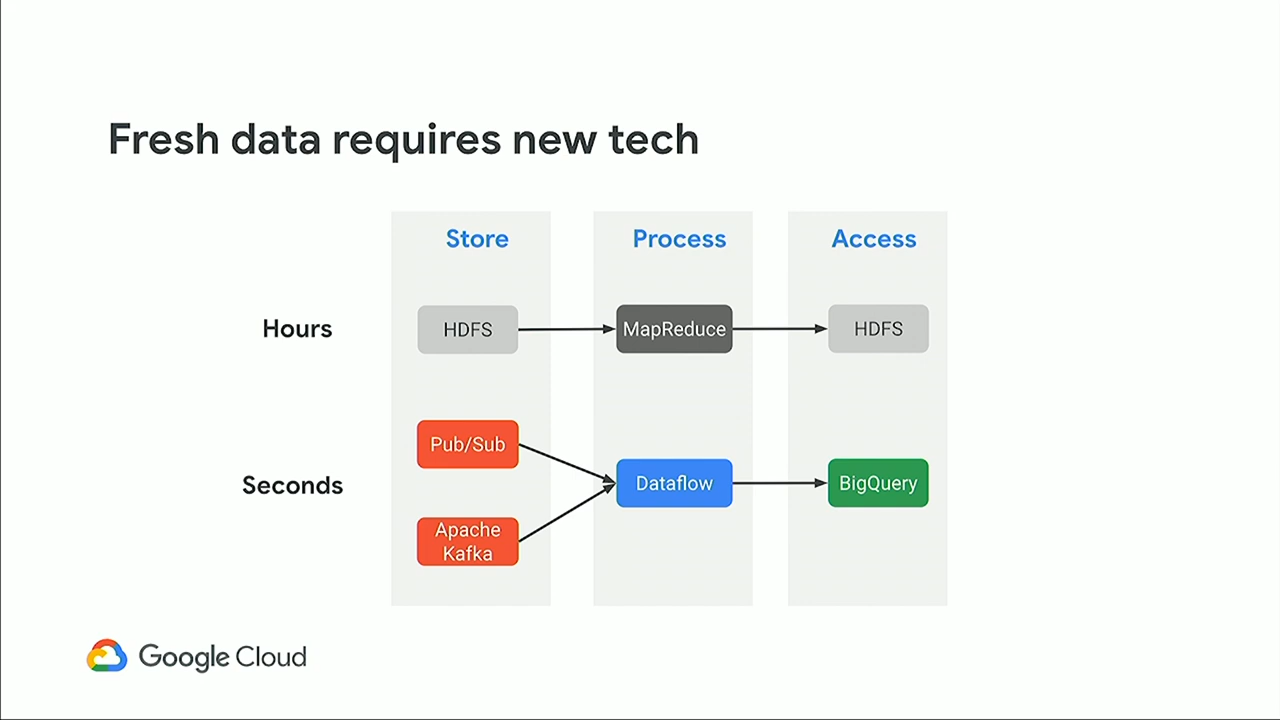 Fresh data requires new tech
Store
Process
Access
Hours
HDFS
MapReduce
HDFS
Seconds
Pub/Sub
Apache
Kafka
Dataflow
BigQuery
Google Cloud